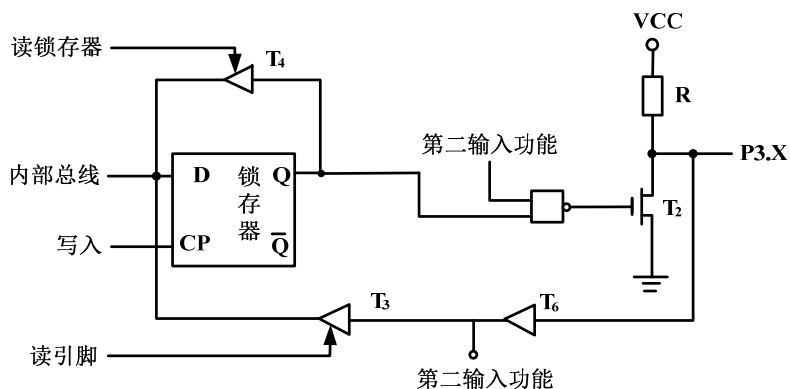 VCC
读锁存器
T4
R
第二输入功能
P3.X
内部总线
D
锁存器
Q
T2
写入
CP
Q̅
T3
T6
读引脚
第二输入功能